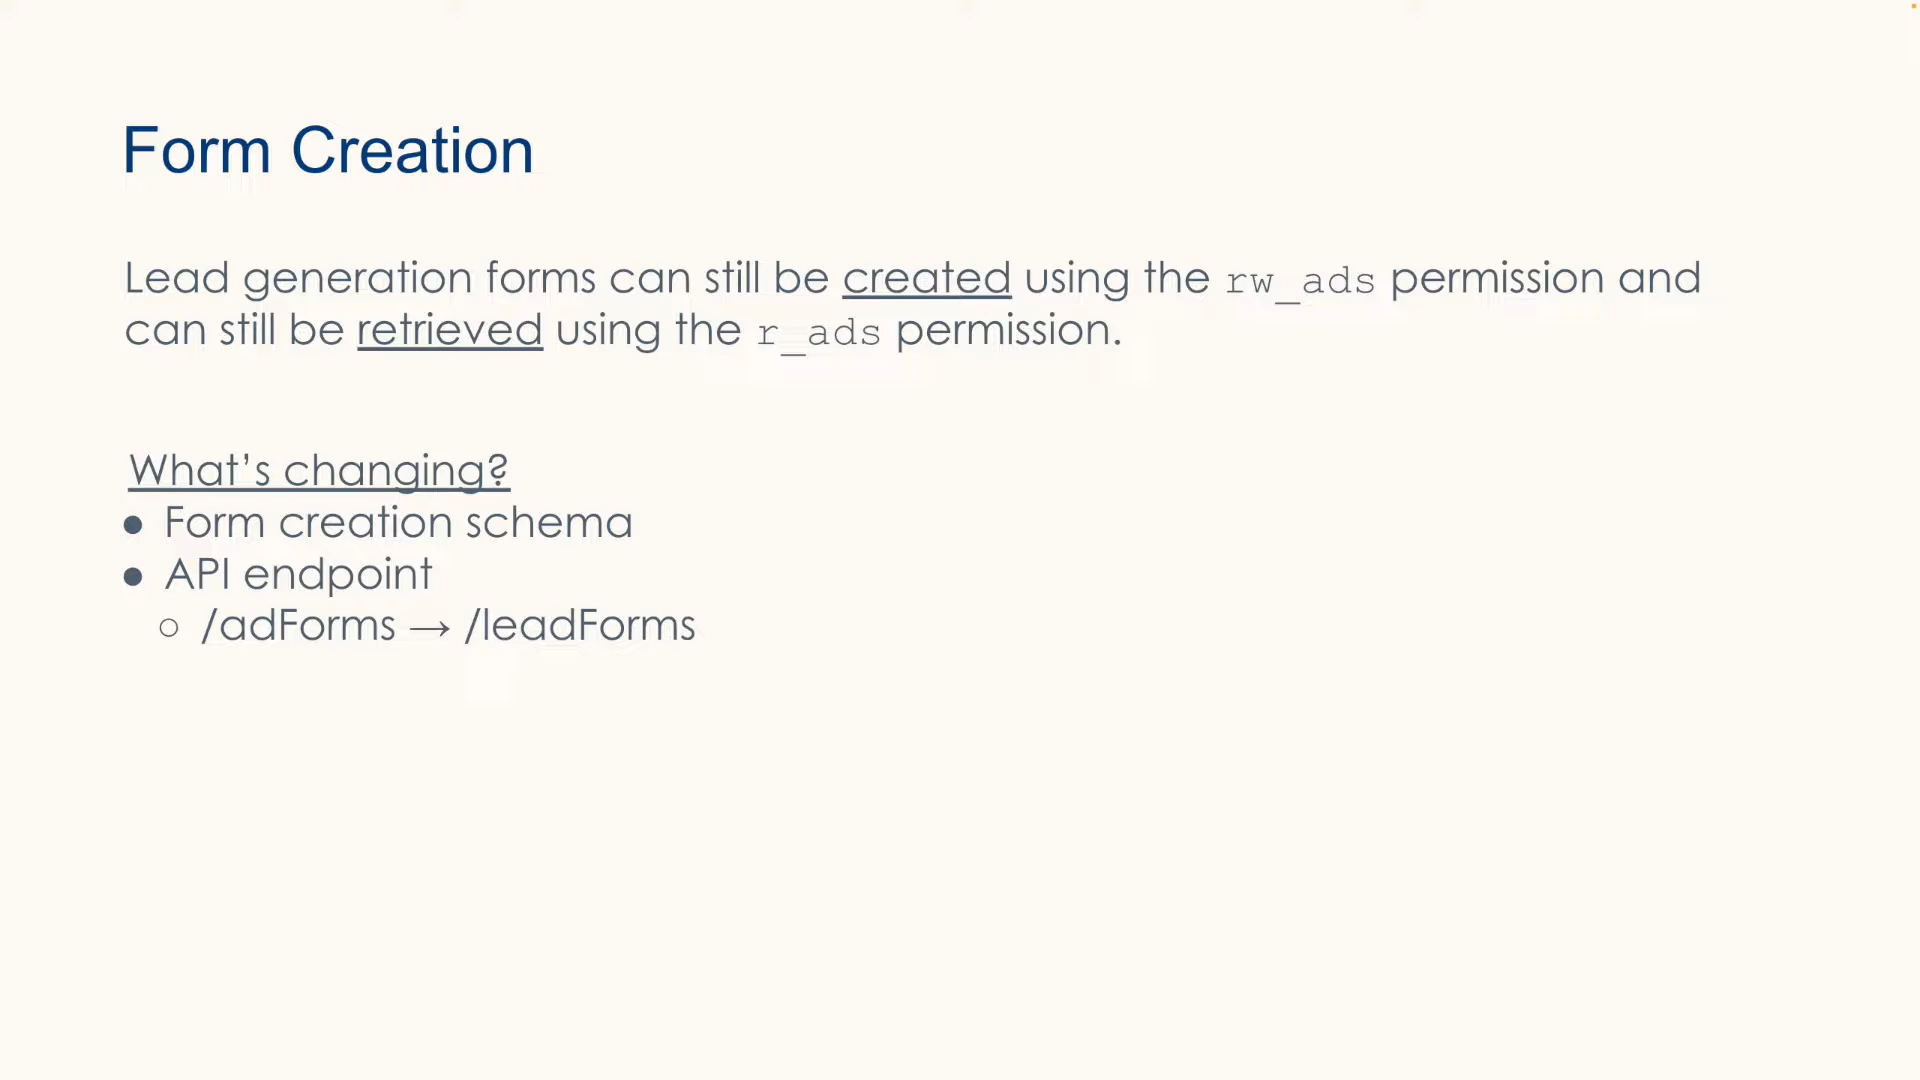 Form Creation
Lead generation forms can still be created using the rw_ads permission and
can still be retrieved using the r_ads permission.
What’s changing?
● Form creation schema
● API endpoint
○ /adForms → /leadForms